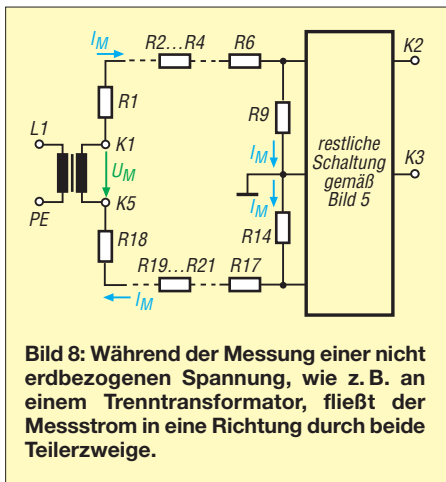 I_M R2...R4 R6 K2
R1 R9
L1 K1 I_M restliche Schaltung gemäß Bild 5 K3
U_M
PE K5 I_M R14
R18
R19...R21 R17
I_M
Bild 8: Während der Messung einer nicht
erdbezogenen Spannung, wie z. B. an
einem Trenntransformator, fließt der
Messstrom in eine Richtung durch beide
Teilerzweige.